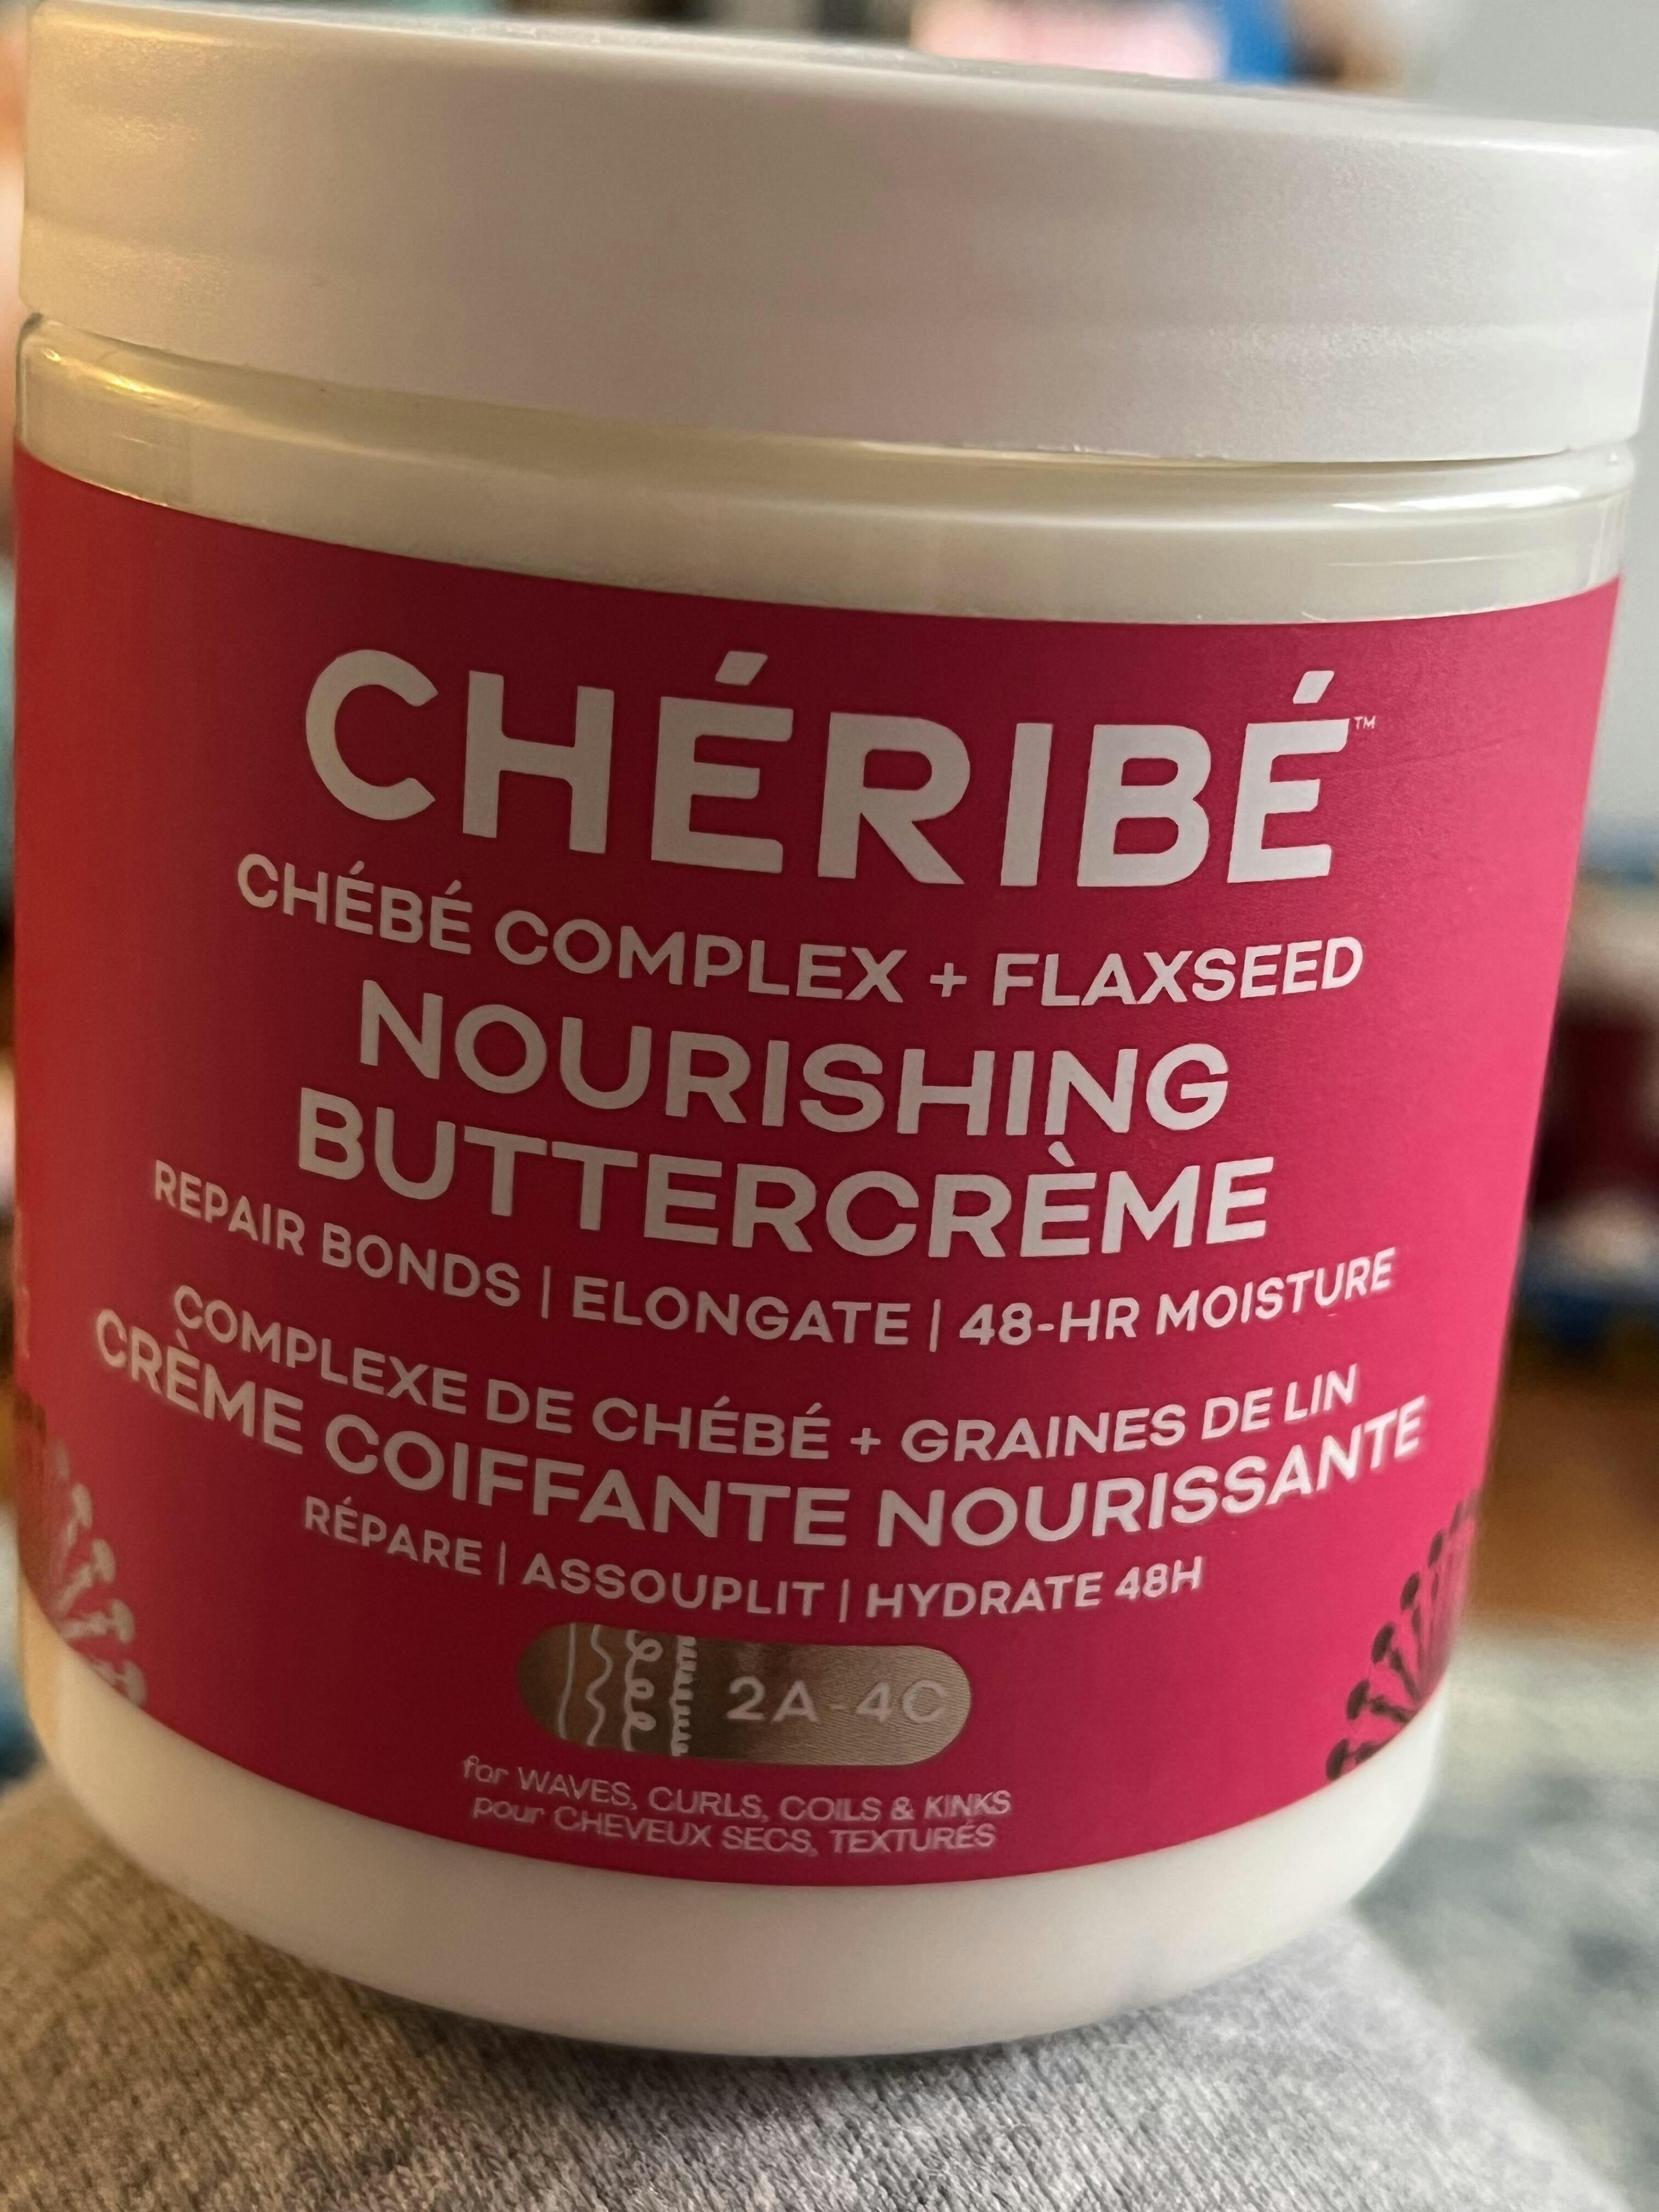 CHÉRIBÉ™
CHÉBÉ COMPLEX + FLAXSEED
NOURISHING
BUTTERCRÈME
REPAIR BONDS | ELONGATE | 48-HR MOISTURE
COMPLEXE DE CHÉBÉ + GRAINES DE LIN
CRÈME COIFFANTE NOURISSANTE
RÉPARE | ASSOUPLIT | HYDRATE 48H
2A-4C
for WAVES, CURLS, COILS & KINKS
pour CHEVEUX SECS, TEXTURÉS